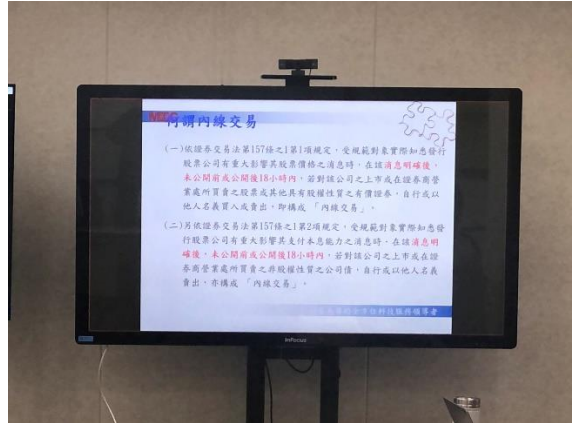 何謂內線交易
(一)依證券交易法第157條之1第1項規定，受規範對象實際知悉發行
股票公司有重大影響其股票價格之消息時，在該消息明確後，
未公開前或公開後18小時內，若對該公司之上市或在證券商營
業處所買賣之股票或其他具有股權性質之有價證券，自行或以
他人名義買入或賣出，即構成「內線交易」。
(二)另依證券交易法第157條之1第2項規定，受規範對象實際知悉發
行股票公司有重大影響其支付本息能力之消息時，在該消息明
確後，未公開前或公開後18小時內，若對該公司之上市或在證
券商營業處所買賣之非股權性質之公司債，自行或以他人名義
賣出，亦構成「內線交易」。
科技服務領導者
InFocus